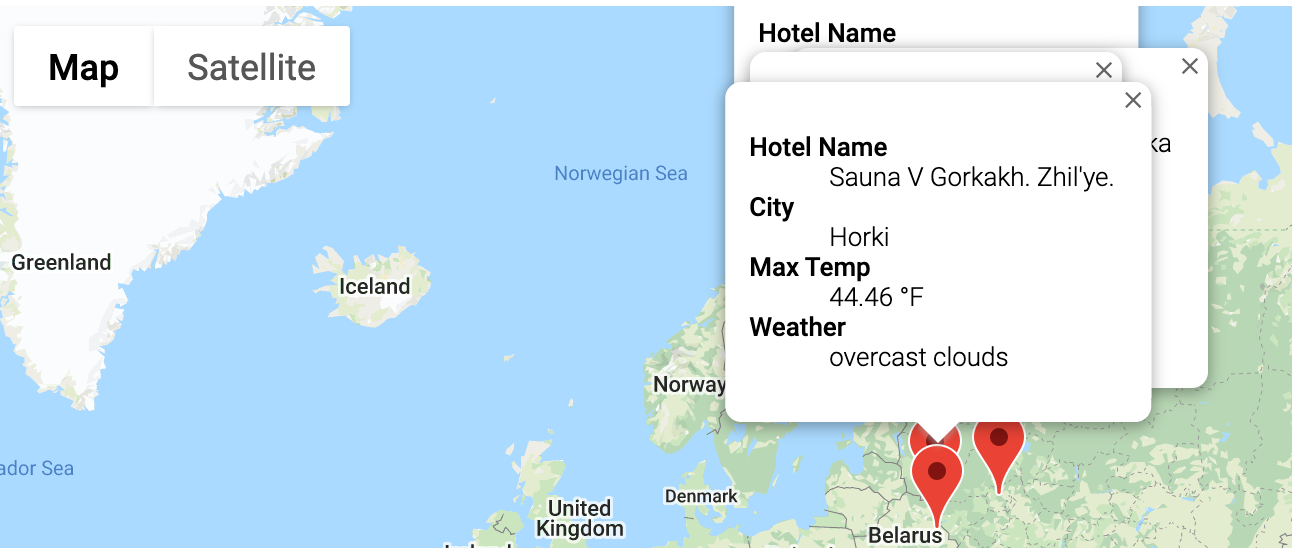 Map
Satellite
Hotel Name
ka
Hotel Name
Sauna V Gorkakh. Zhil'ye.
City
Horki
Max Temp
44.46 °F
Weather
overcast clouds
Norwegian Sea
Greenland
Iceland
Norway
ador Sea
Denmark
United
Kingdom
Belarus